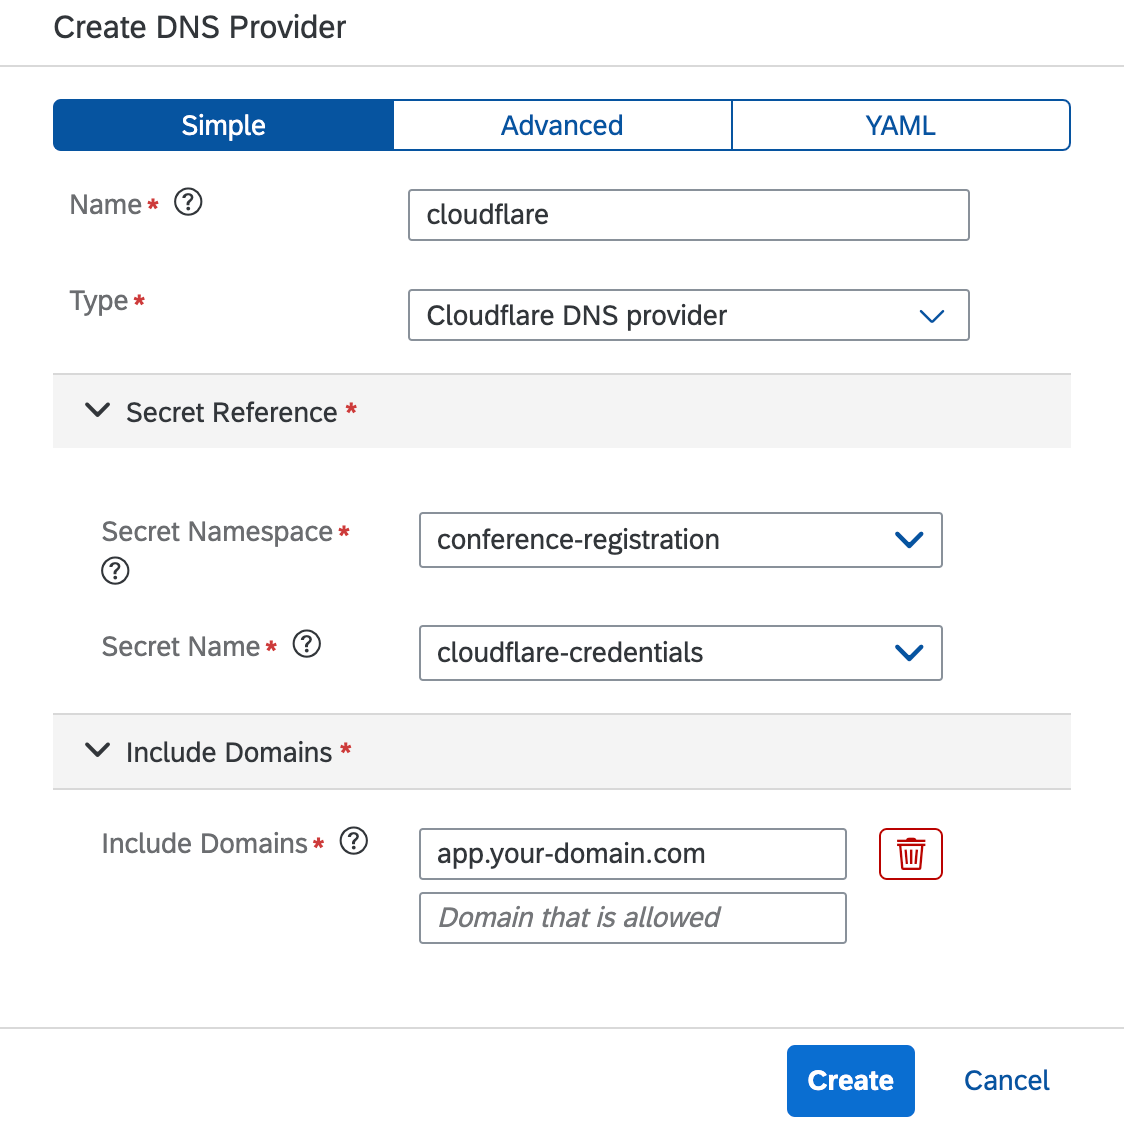 Create DNS Provider
Simple Advanced YAML
Name * ?
cloudflare
Type *
Cloudflare DNS provider
Secret Reference *
Secret Namespace * ?
conference-registration
Secret Name * ?
cloudflare-credentials
Include Domains *
Include Domains * ?
app.your-domain.com
Domain that is allowed
Create Cancel